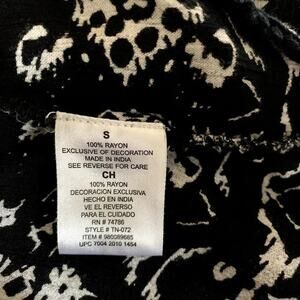 S
100% RAYON
EXCLUSIVE OF DECORATION
MADE IN INDIA
SEE REVERSE FOR CARE
CH
100% RAYON
DECORACION EXCLUSIVA
HECHO EN INDIA
VE EL REVERSO
PARA EL CUIDADO
RN # 74786
STYLE # TN-072
ITEM # 980089685
UPC 7004 2010 1454